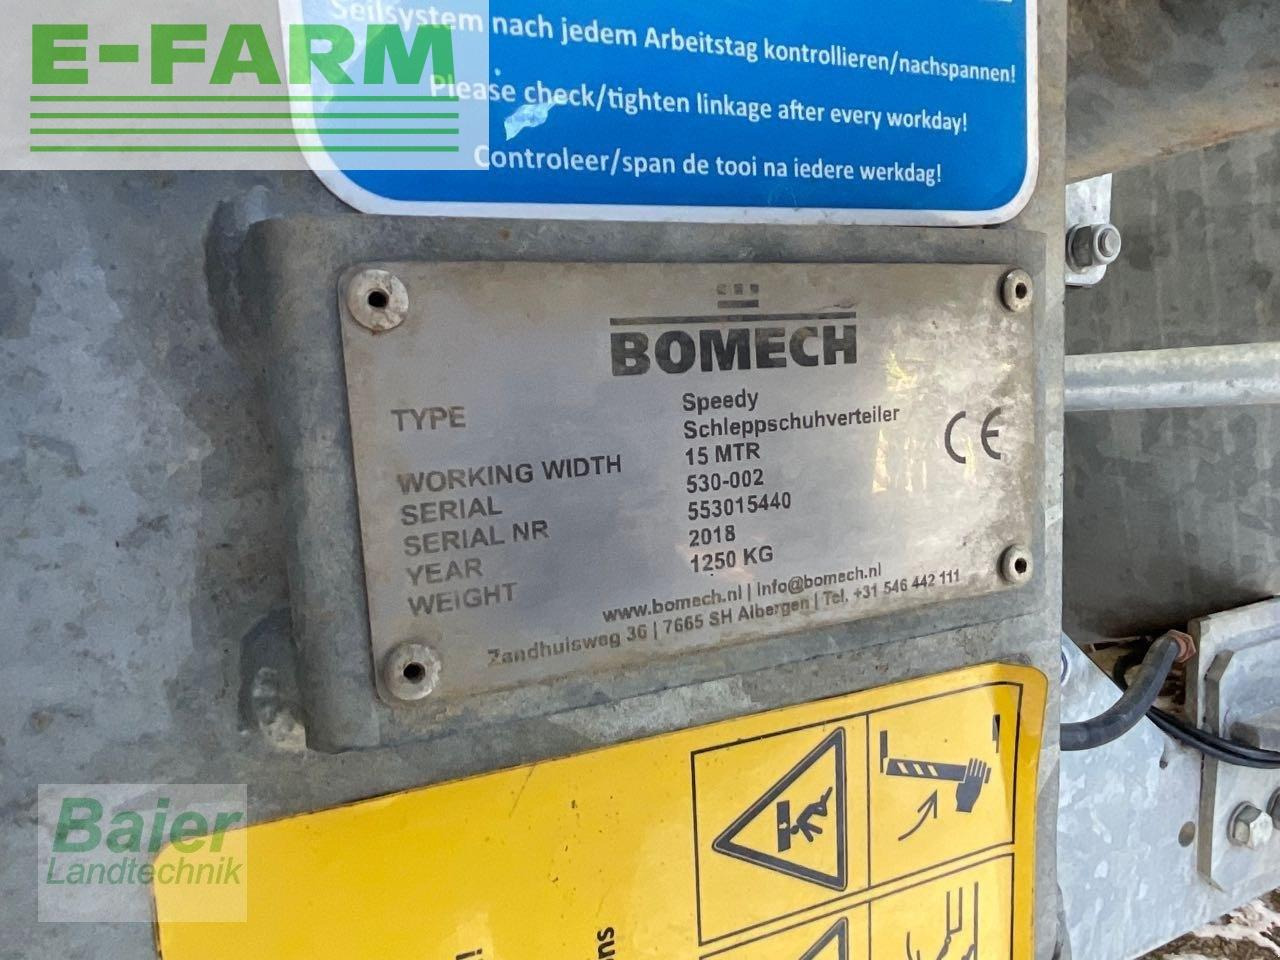 E-FARM
Seilsystem nach jedem Arbeitstag kontrollieren/nachspannen!
Please check/tighten linkage after every workday!
Controleer/span de tooi na iedere werkdag!
BOMECH
TYPE Speedy
Schleppschuhverteiler
WORKING WIDTH 15 MTR
SERIAL 530-002
SERIAL NR 553015440
YEAR 2018
WEIGHT 1250 KG
CE
www.bomech.nl | info@bomech.nl
Zandhuisweg 36 | 7665 SH Albergen | Tel. +31 546 442 111
Baier
Landtechnik